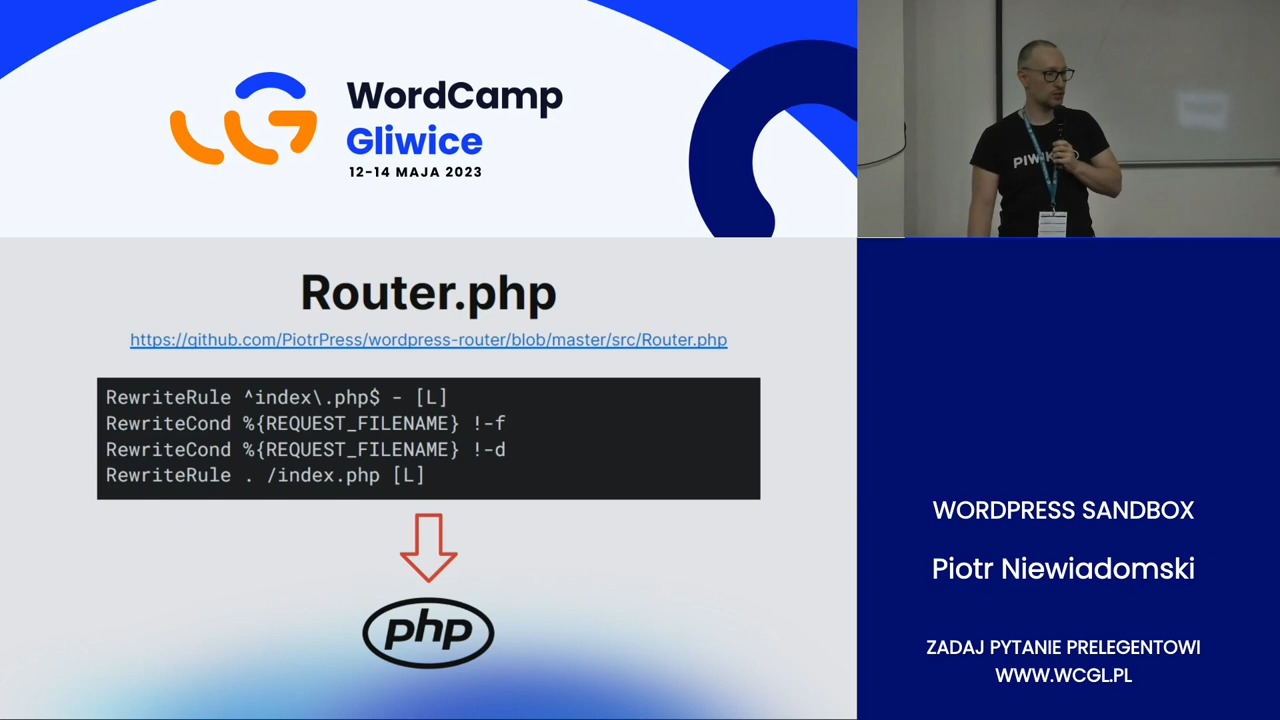 WordCamp
Gliwice
12-14 MAJA 2023
Router.php
https://github.com/PiotrPress/wordpress-router/blob/master/src/Router.php
RewriteRule ^index\.php$ - [L]
RewriteCond %{REQUEST_FILENAME} !-f
RewriteCond %{REQUEST_FILENAME} !-d
RewriteRule . /index.php [L]
php
WORDPRESS SANDBOX
Piotr Niewiadomski
ZADAJ PYTANIE PRELEGENTOWI
WWW.WCGL.PL